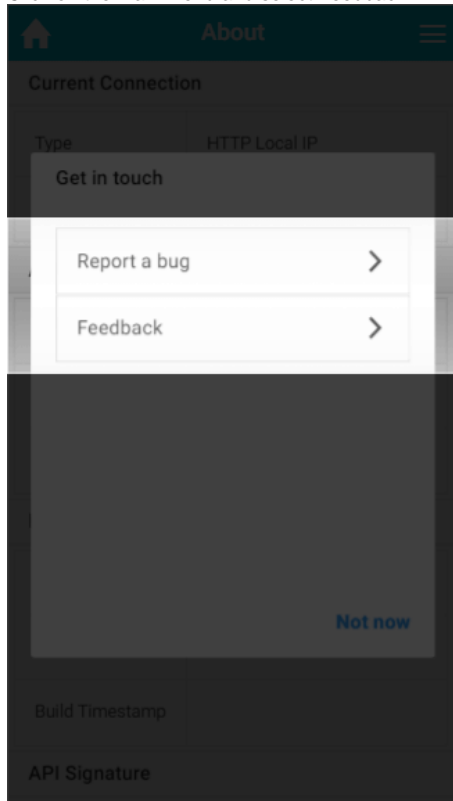 About
Current Connection
Type HTTP Local IP
Get in touch
Report a bug
Feedback
Not now
Build Timestamp
API Signature